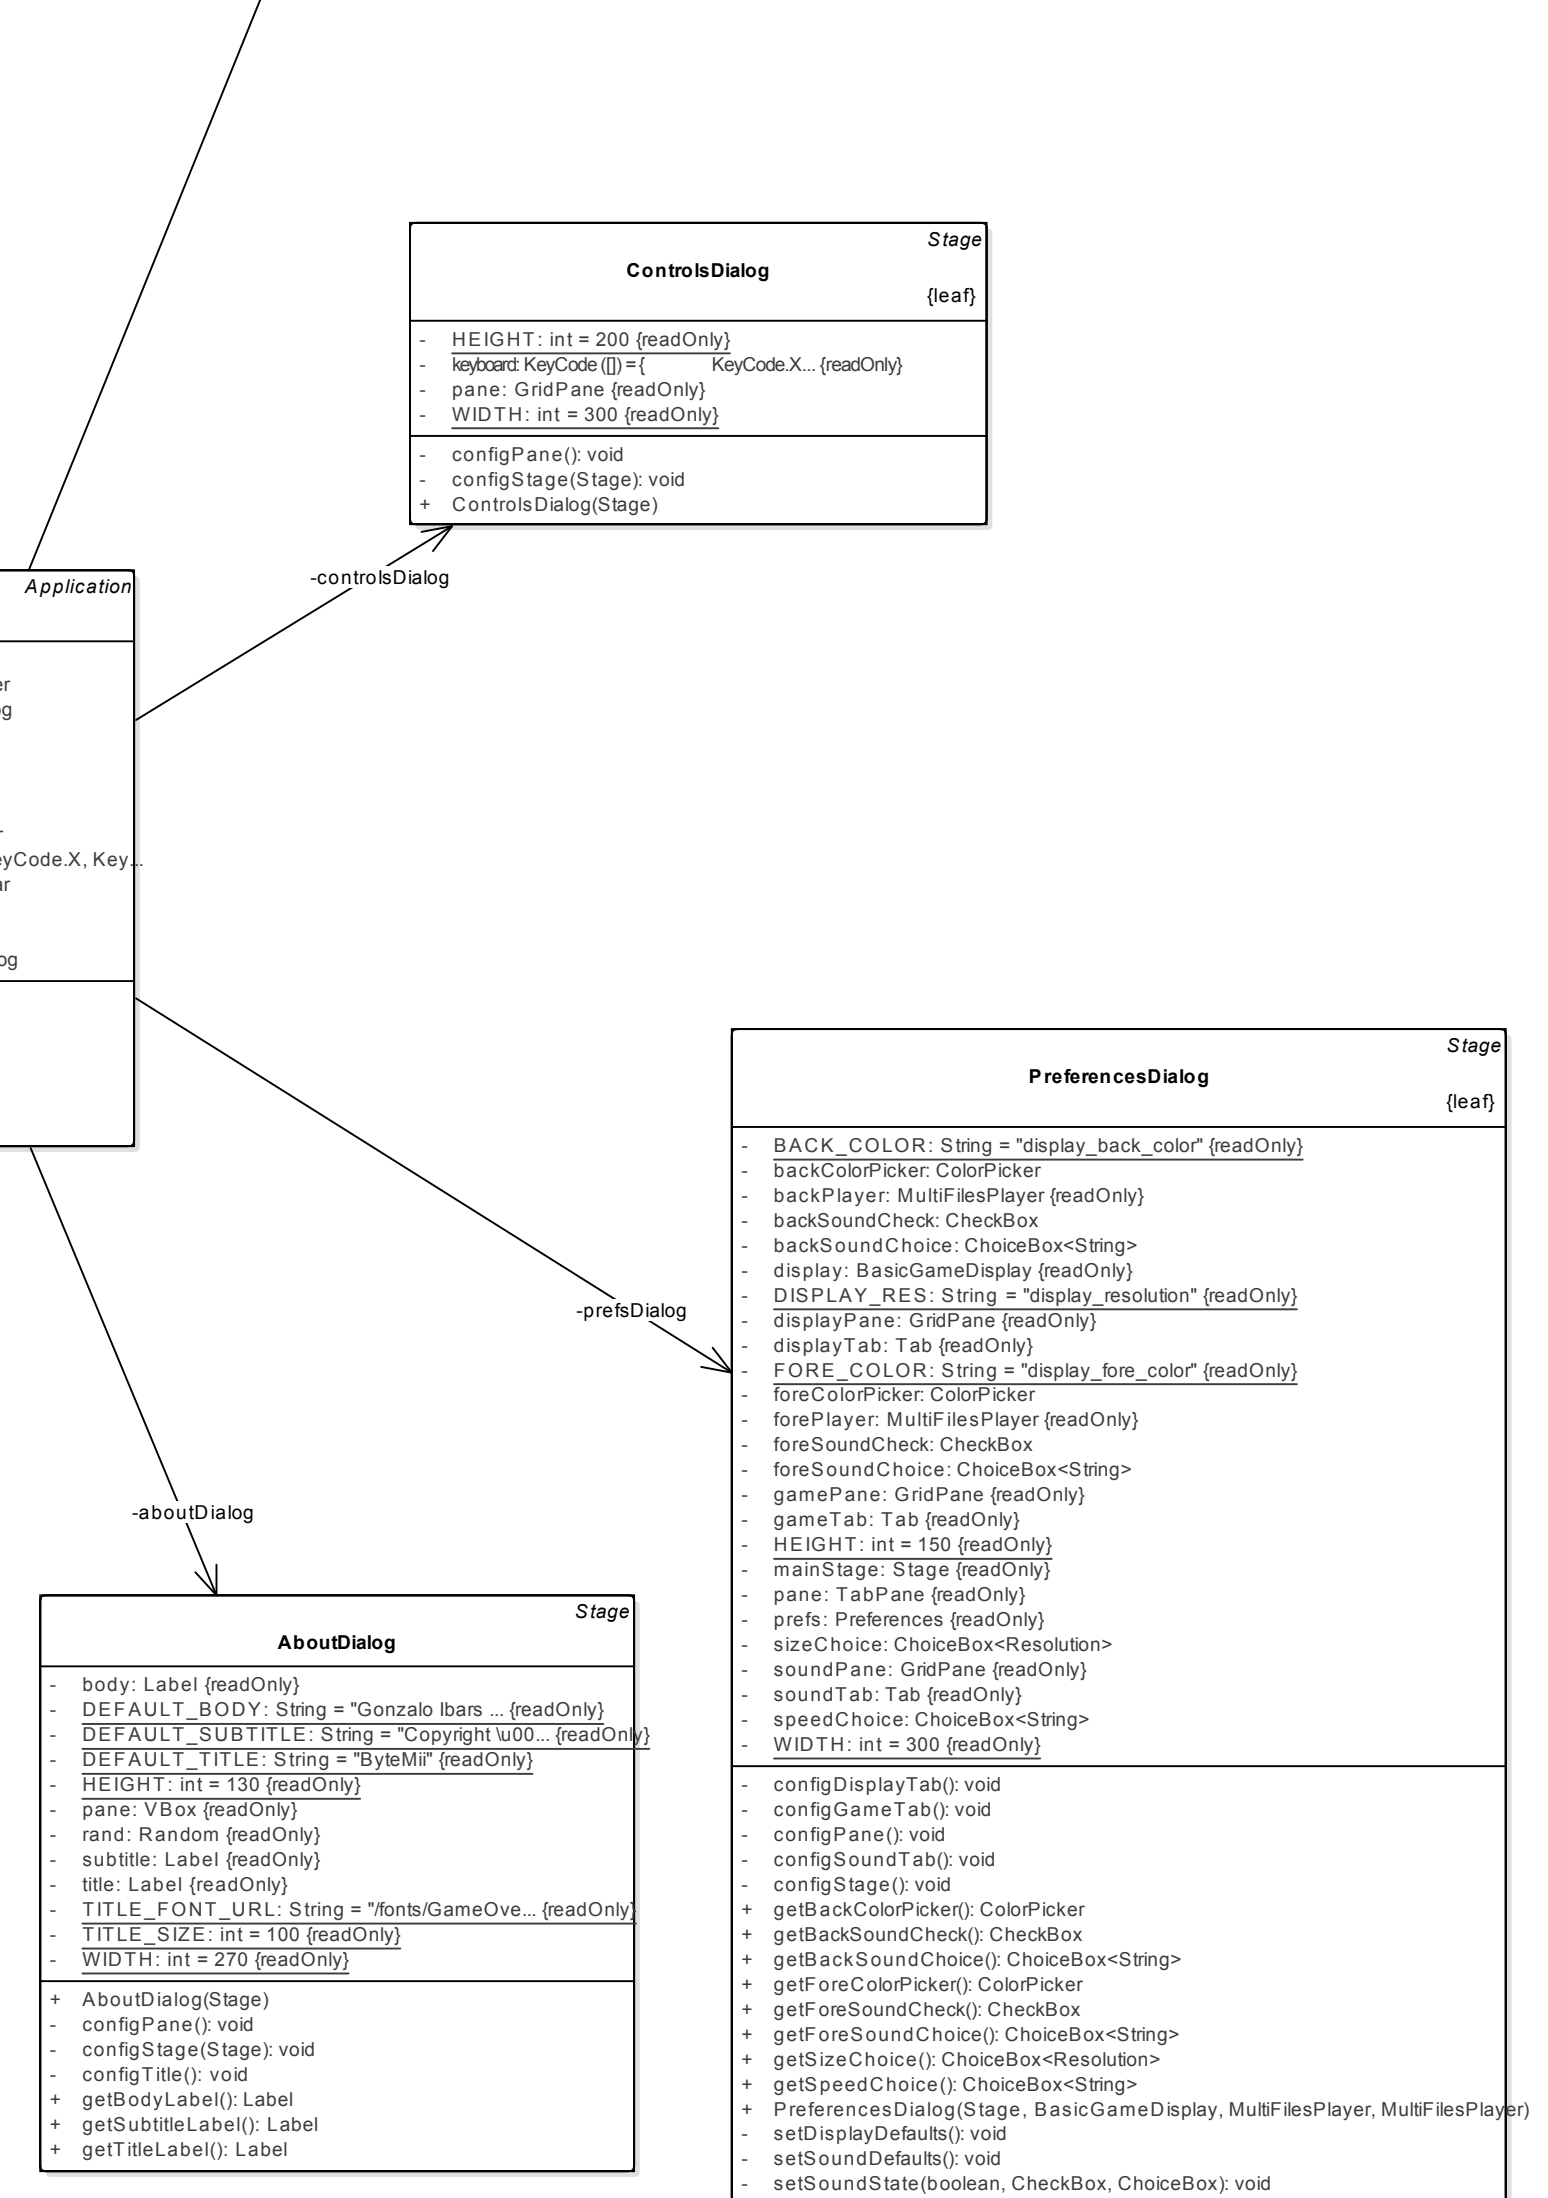 Stage
ControlsDialog
{leaf}
- HEIGHT: int = 200 {readOnly}
- keyboard: KeyCode ([]) = { KeyCode.X... {readOnly}
- pane: GridPane {readOnly}
- WIDTH: int = 300 {readOnly}
- configPane(): void
- configStage(Stage): void
+ ControlsDialog(Stage)
-controlsDialog
Application
er
og
r
eyCode.X, Key...
ar
og
-prefsDialog
-aboutDialog
Stage
PreferencesDialog
{leaf}
- BACK_COLOR: String = "display_back_color" {readOnly}
- backColorPicker: ColorPicker
- backPlayer: MultiFilesPlayer {readOnly}
- backSoundCheck: CheckBox
- backSoundChoice: ChoiceBox<String>
- display: BasicGameDisplay {readOnly}
- DISPLAY_RES: String = "display_resolution" {readOnly}
- displayPane: GridPane {readOnly}
- displayTab: Tab {readOnly}
- FORE_COLOR: String = "display_fore_color" {readOnly}
- foreColorPicker: ColorPicker
- forePlayer: MultiFilesPlayer {readOnly}
- foreSoundCheck: CheckBox
- foreSoundChoice: ChoiceBox<String>
- gamePane: GridPane {readOnly}
- gameTab: Tab {readOnly}
- HEIGHT: int = 150 {readOnly}
- mainStage: Stage {readOnly}
- pane: TabPane {readOnly}
- prefs: Preferences {readOnly}
- sizeChoice: ChoiceBox<Resolution>
- soundPane: GridPane {readOnly}
- soundTab: Tab {readOnly}
- speedChoice: ChoiceBox<String>
- WIDTH: int = 300 {readOnly}
- configDisplayTab(): void
- configGameTab(): void
- configPane(): void
- configSoundTab(): void
- configStage(): void
+ getBackColorPicker(): ColorPicker
+ getBackSoundCheck(): CheckBox
+ getBackSoundChoice(): ChoiceBox<String>
+ getForeColorPicker(): ColorPicker
+ getForeSoundCheck(): CheckBox
+ getForeSoundChoice(): ChoiceBox<String>
+ getSizeChoice(): ChoiceBox<Resolution>
+ getSpeedChoice(): ChoiceBox<String>
+ PreferencesDialog(Stage, BasicGameDisplay, MultiFilesPlayer, MultiFilesPlayer)
- setDisplayDefaults(): void
- setSoundDefaults(): void
- setSoundState(boolean, CheckBox, ChoiceBox): void
Stage
AboutDialog
- body: Label {readOnly}
- DEFAULT_BODY: String = "Gonzalo Ibars ... {readOnly}
- DEFAULT_SUBTITLE: String = "Copyright \u00... {readOnly}
- DEFAULT_TITLE: String = "ByteMii" {readOnly}
- HEIGHT: int = 130 {readOnly}
- pane: VBox {readOnly}
- rand: Random {readOnly}
- subtitle: Label {readOnly}
- title: Label {readOnly}
- TITLE_FONT_URL: String = "/fonts/GameOve... {readOnly}
- TITLE_SIZE: int = 100 {readOnly}
- WIDTH: int = 270 {readOnly}
+ AboutDialog(Stage)
- configPane(): void
- configStage(Stage): void
- configTitle(): void
+ getBodyLabel(): Label
+ getSubtitleLabel(): Label
+ getTitleLabel(): Label